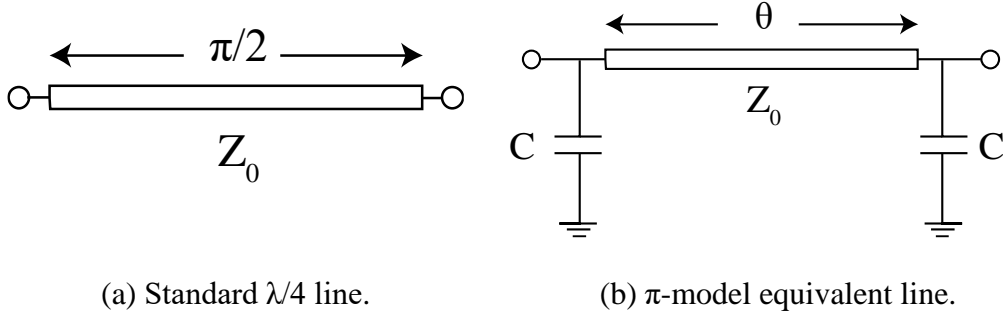 π/2
Z0
(a) Standard λ/4 line.
θ
Z0
C
C
(b) π-model equivalent line.